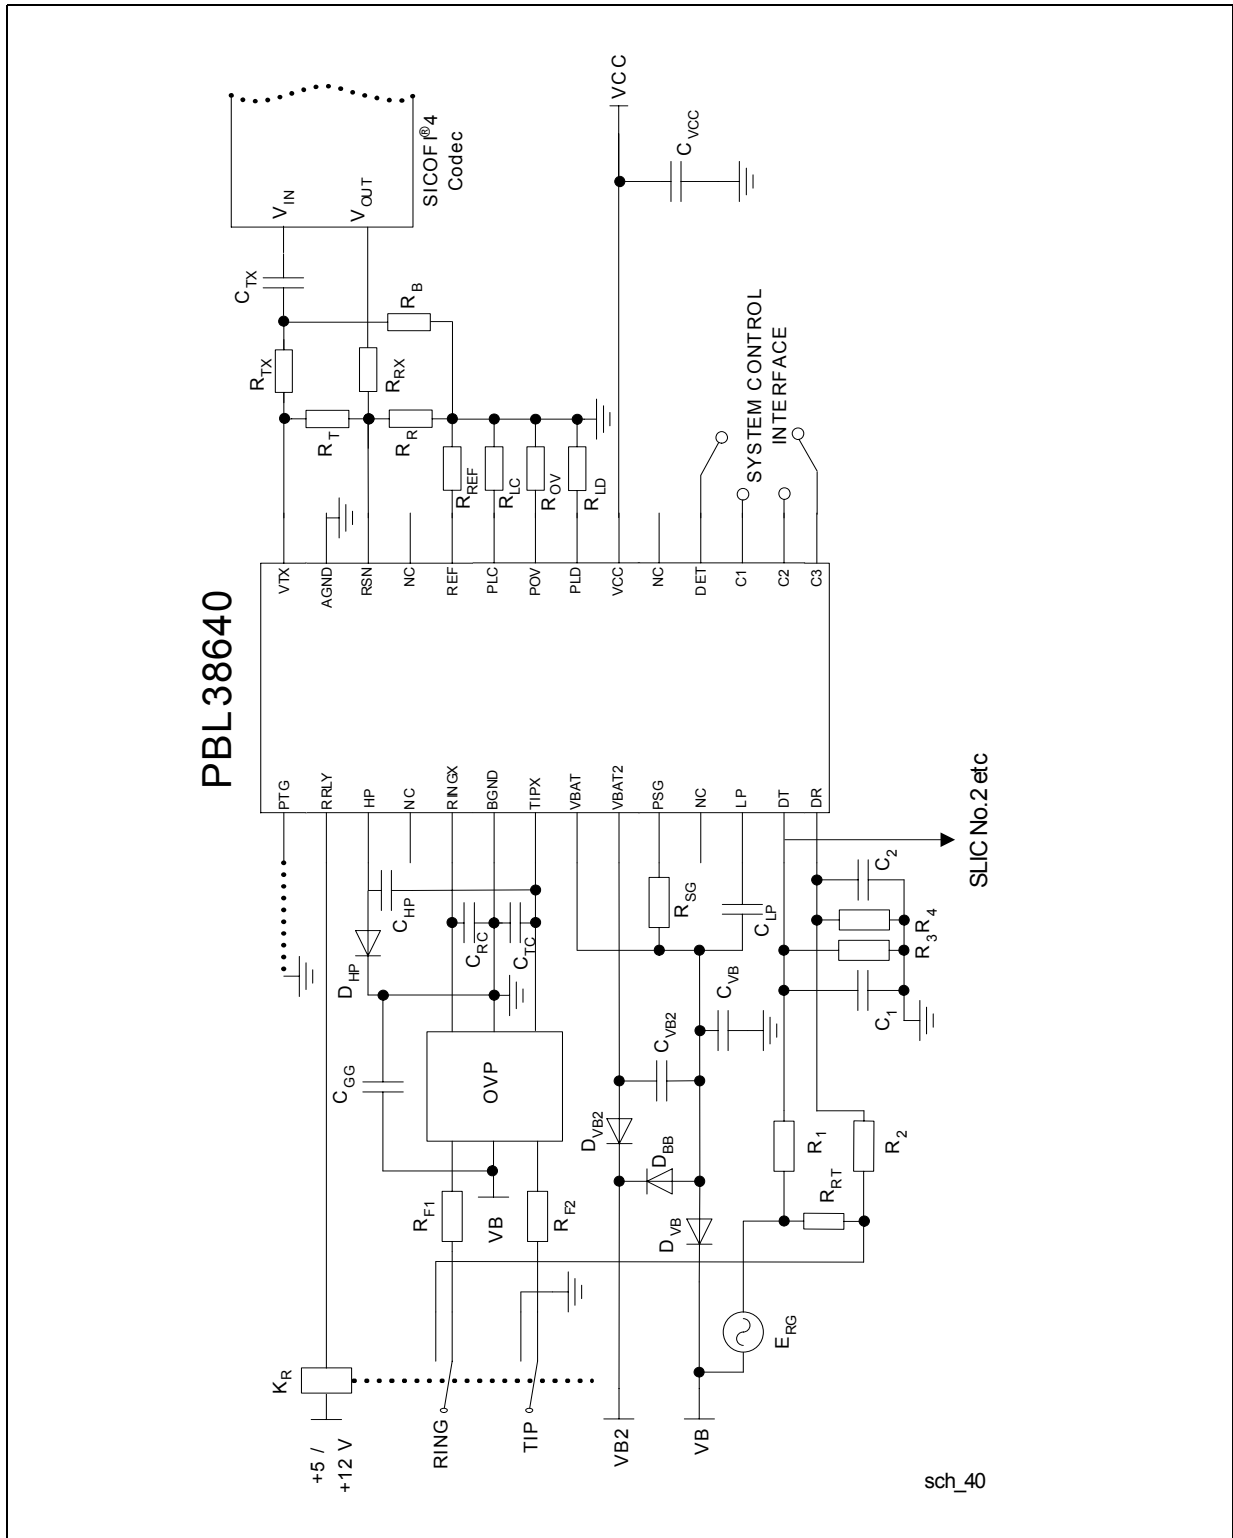 PBL38640
PTG
RRLY
HP
NC
RINGX
BGND
TIPX
VBAT
VBAT2
PSG
NC
LP
DT
DR
VTX
AGND
RSN
NC
REF
PLC
POV
PLD
VCC
NC
DET
C1
C2
C3
KR
+5 /
+12 V
RING
TIP
VB2
VB
RF1
RF2
VB
OVP
CGG
DHP
CHP
CRC
CTC
RSG
CLP
CVB
CVB2
DVB2
DBB
DVB
ERG
RRT
R1
R2
C1
R3
R4
C2
SLIC No.2 etc
RT
RTX
CTX
RR
RRX
RB
VIN
VOUT
SICOFI®4
Codec
RREF
RLC
ROV
RLD
VCC
CVCC
SYSTEM CONTROL
INTERFACE
sch_40